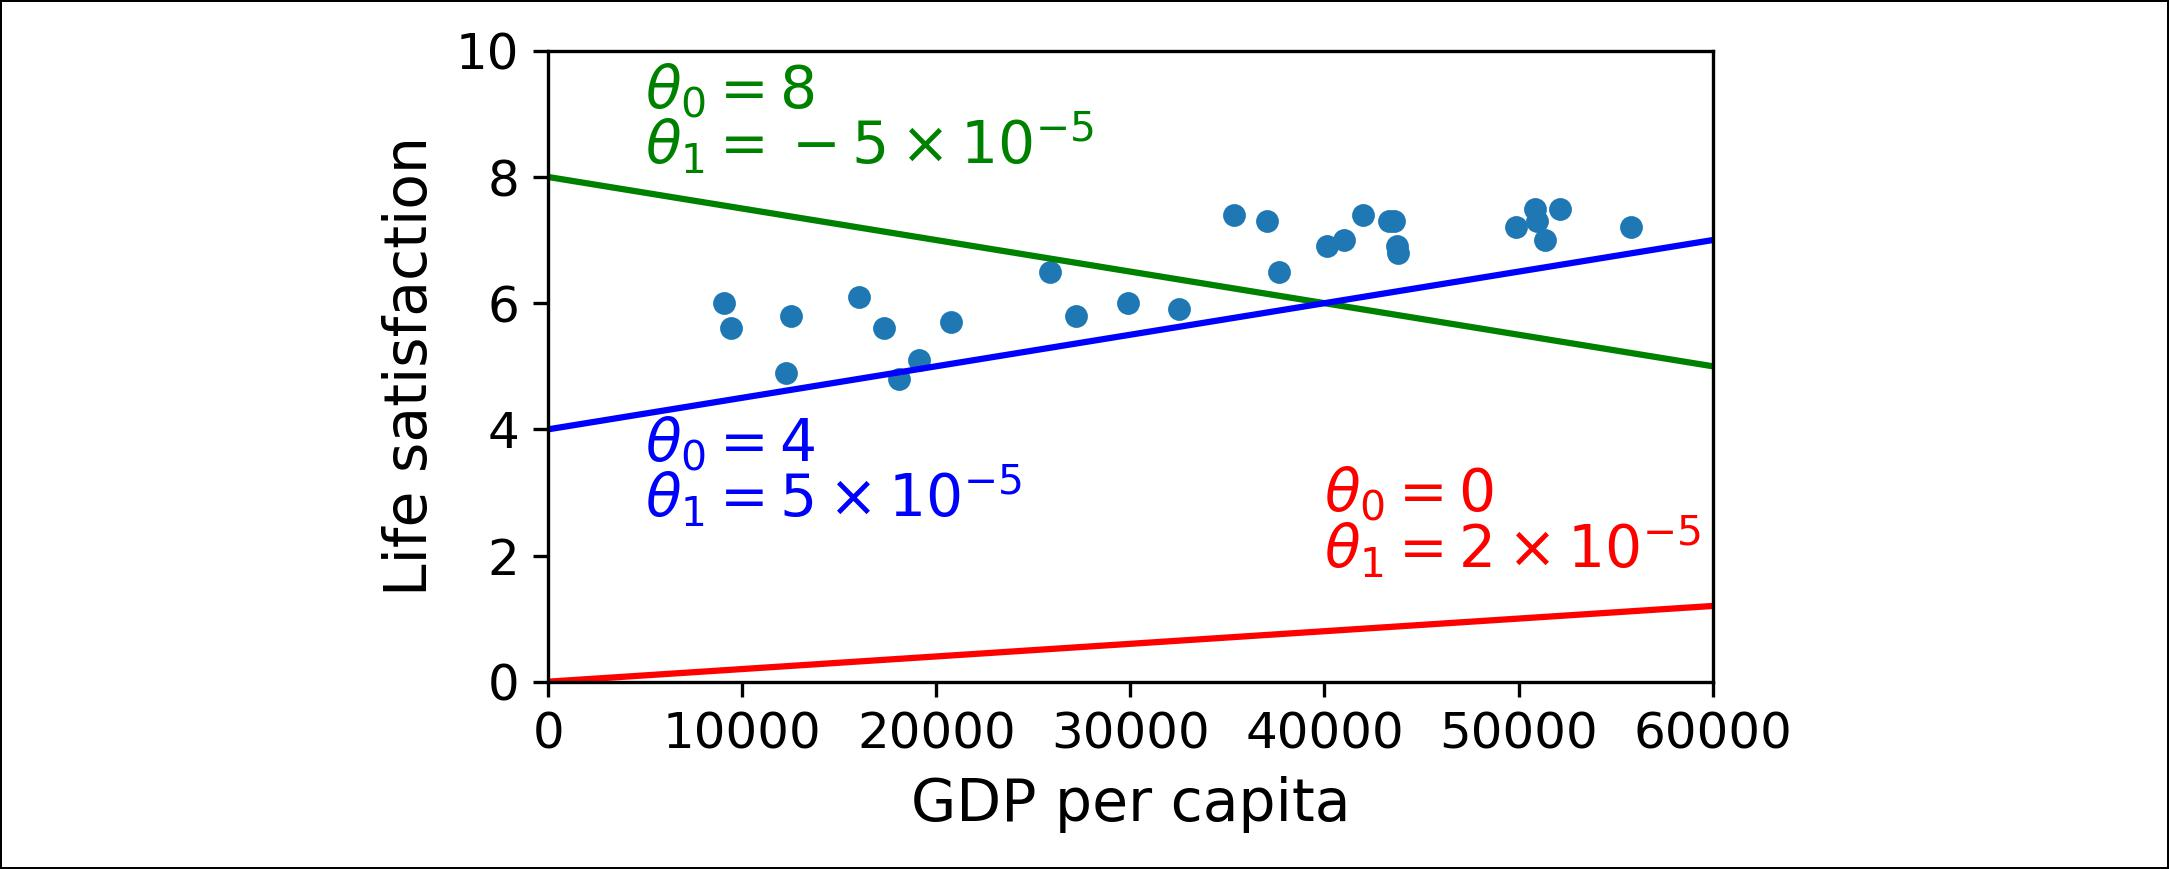 10
θ0 = 8
θ1 = − 5 × 10−5
8
6
4
θ0 = 4
θ1 = 5 × 10−5
θ0 = 0
θ1 = 2 × 10−5
2
0
0 10000 20000 30000 40000 50000 60000
GDP per capita
Life satisfaction